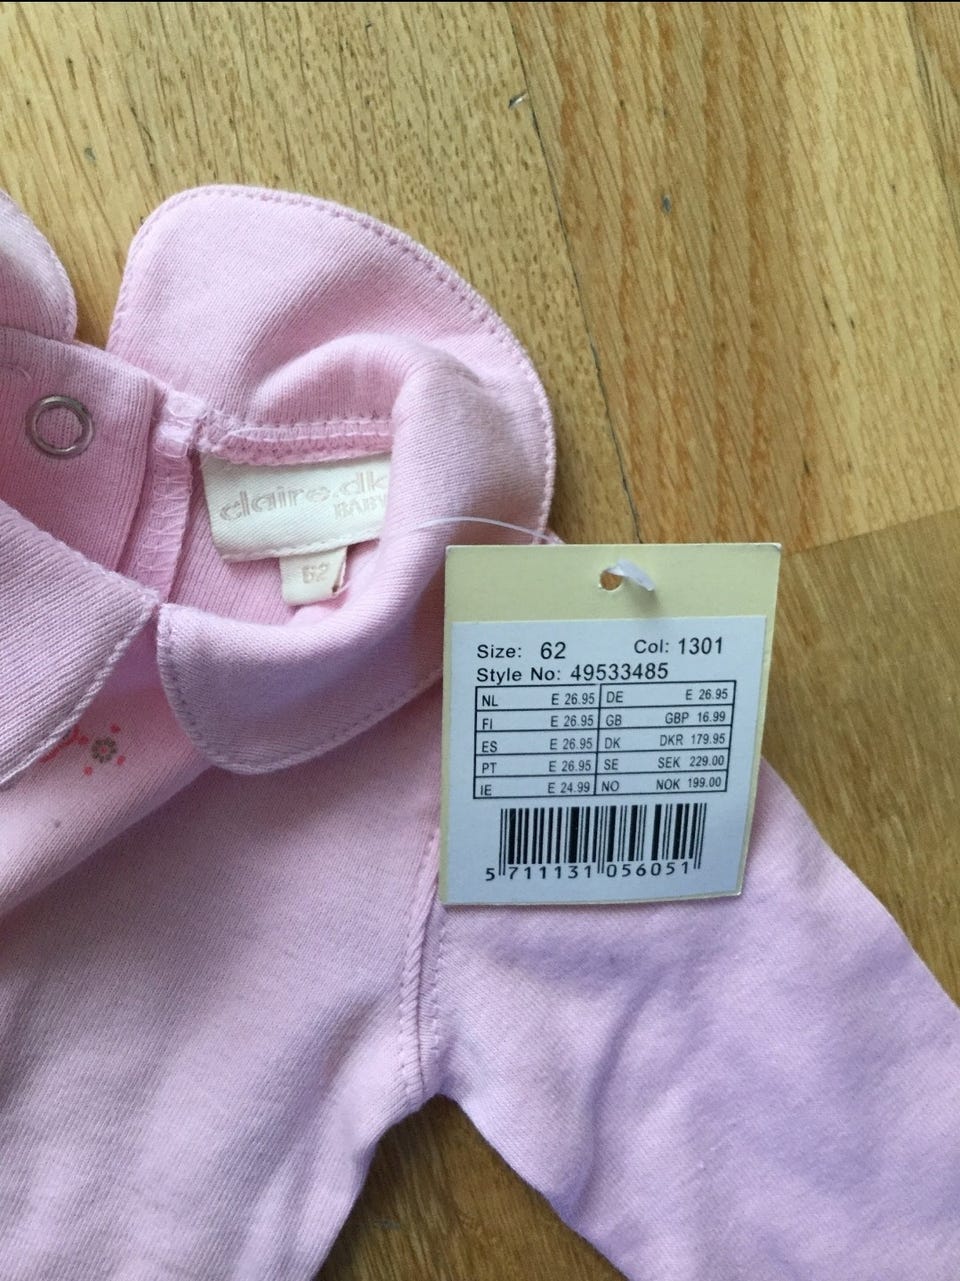 claire.dk
BABY
62
Size: 62 Col: 1301
Style No: 49533485
NL E 26.95 DE E 26.95
FI E 26.95 GB GBP 16.99
ES E 26.95 DK DKR 179.95
PT E 26.95 SE SEK 229.00
IE E 24.99 NO NOK 199.00
5 711131 056051